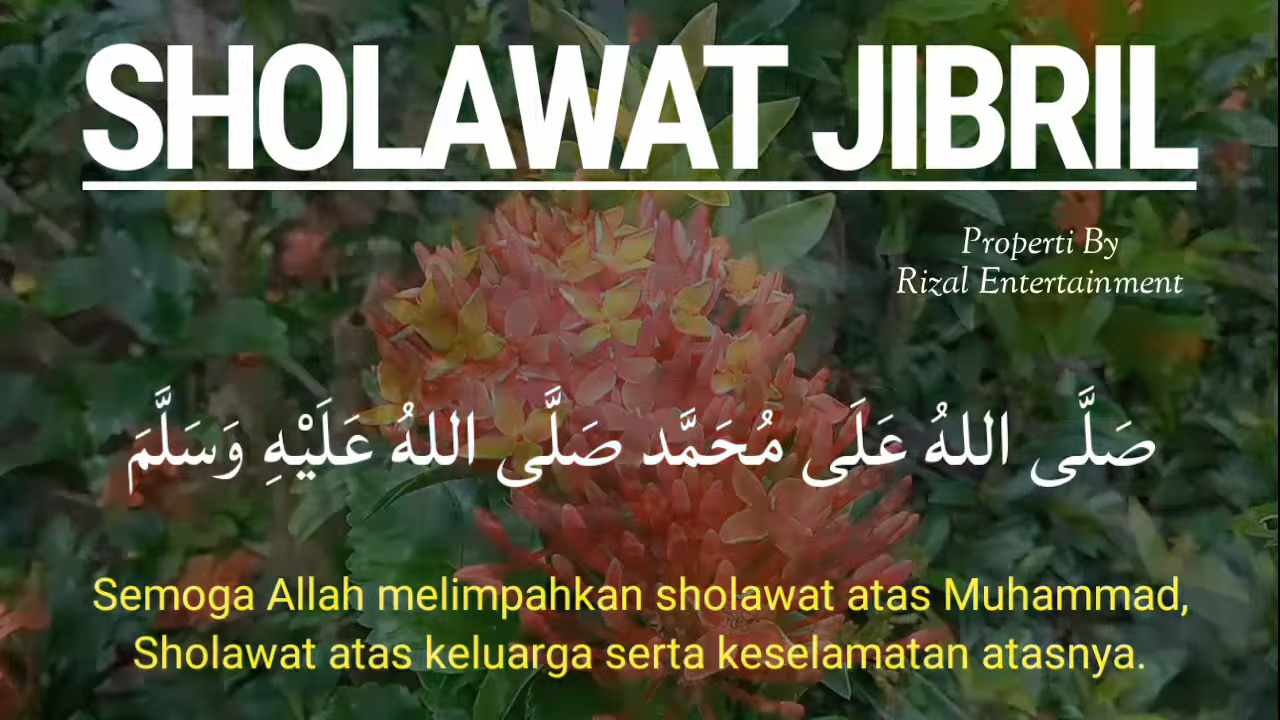 SHOLAWAT JIBRIL
Properti By
Rizal Entertainment
صَلَّى اللهُ عَلَى مُحَمَّد صَلَّى اللهُ عَلَيْهِ وَسَلَّمَ
Semoga Allah melimpahkan sholawat atas Muhammad,
Sholawat atas keluarga serta keselamatan atasnya.